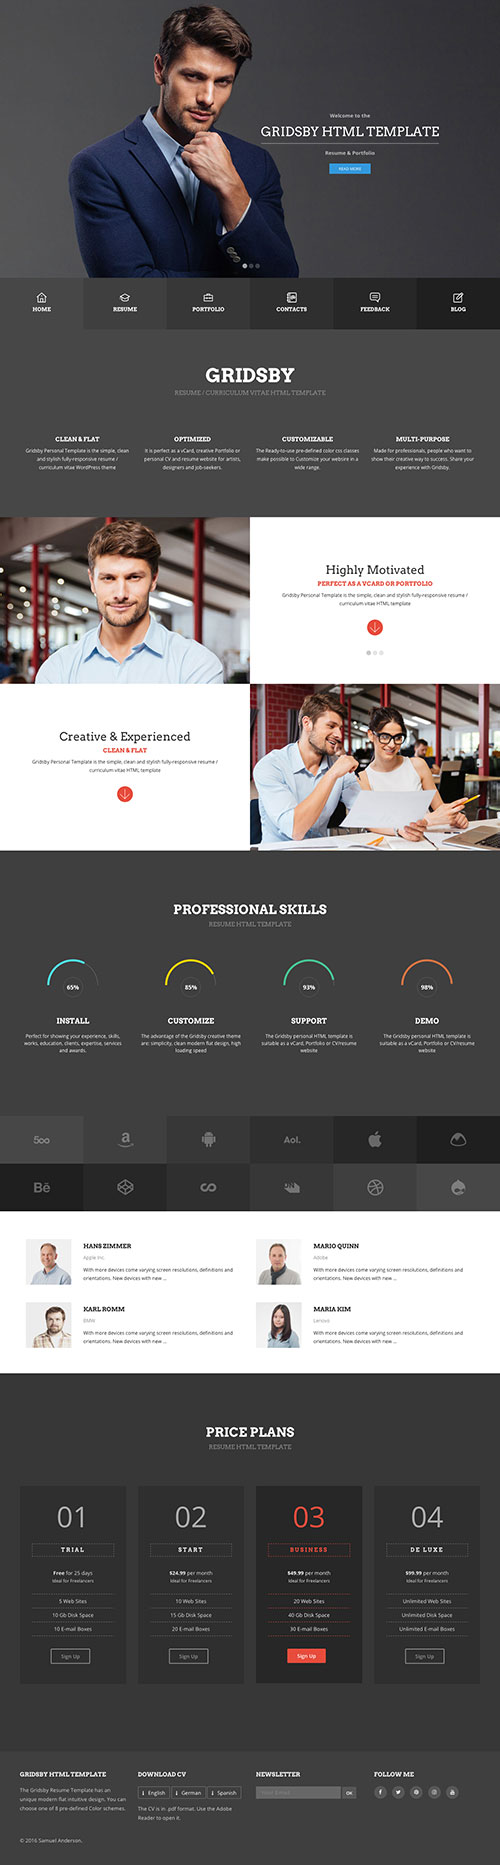 Welcome to the
GRIDSBY HTML TEMPLATE
Resume & Portfolio
READ MORE
HOME
RESUME
PORTFOLIO
CONTACTS
FEEDBACK
BLOG
GRIDSBY
RESUME / CURRICULUM VITAE HTML TEMPLATE
CLEAN & FLAT
Gridsby Personal Template is the simple, clean
and stylish fully-responsive resume /
curriculum vitae WordPress theme
OPTIMIZED
It is perfect as a vCard, creative Portfolio or
personal CV and resume website for artists,
designers and job-seekers.
CUSTOMIZABLE
The Ready-to-use pre-defined color css classes
make possible to Customize your website in a
wide range.
MULTI-PURPOSE
Made for professionals, people who want to
show their creative way to success. Share your
experience with Gridsby.
Highly Motivated
PERFECT AS A VCARD OR PORTFOLIO
Gridsby Personal Template is the simple, clean and stylish fully-responsive resume /
curriculum vitae HTML template
Creative & Experienced
CLEAN & FLAT
Gridsby Personal Template is the simple, clean and stylish fully-responsive resume /
curriculum vitae HTML template
PROFESSIONAL SKILLS
RESUME HTML TEMPLATE
65%
INSTALL
Perfect for showing your experience, skills,
works, education, clients, expertise, services
and awards.
85%
CUSTOMIZE
The advantage of the Gridsby creative theme
are: simplicity, clean modern flat design, high
loading speed
93%
SUPPORT
The Gridsby personal HTML template is
suitable as a vCard, Portfolio or CV/resume
website
98%
DEMO
The Gridsby personal HTML template is
suitable as a vCard, Portfolio or CV/resume
website
500
a
Aol.
Bē
HANS ZIMMER
Apple Inc.
With more devices come varying screen resolutions, definitions and
orientations. New devices with new ...
MARIO QUINN
Adobe
With more devices come varying screen resolutions, definitions and
orientations. New devices with new ...
KARL ROMM
BMW
With more devices come varying screen resolutions, definitions and
orientations. New devices with new ...
MARIA KIM
Lenovo
With more devices come varying screen resolutions, definitions and
orientations. New devices with new ...
PRICE PLANS
RESUME HTML TEMPLATE
01
TRIAL
Free for 25 days
Ideal for Freelancers
5 Web Sites
10 Gb Disk Space
10 E-mail Boxes
Sign Up
02
START
$24.99 per month
Ideal for Freelancers
10 Web Sites
15 Gb Disk Space
20 E-mail Boxes
Sign Up
03
BUSINESS
$49.99 per month
Ideal for Freelancers
20 Web Sites
40 Gb Disk Space
30 E-mail Boxes
Sign Up
04
DE LUXE
$99.99 per month
Ideal for Freelancers
Unlimited Web Sites
Unlimited Disk Space
Unlimited E-mail Boxes
Sign Up
GRIDSBY HTML TEMPLATE
The Gridsby Resume Template has an
unique modern flat intuitive design. You can
choose one of 8 pre-defined Color schemes.
© 2016 Samuel Anderson.
DOWNLOAD CV
English
German
Spanish
The CV is in .pdf format. Use the Adobe
Reader to open it.
NEWSLETTER
Your Email
OK
FOLLOW ME